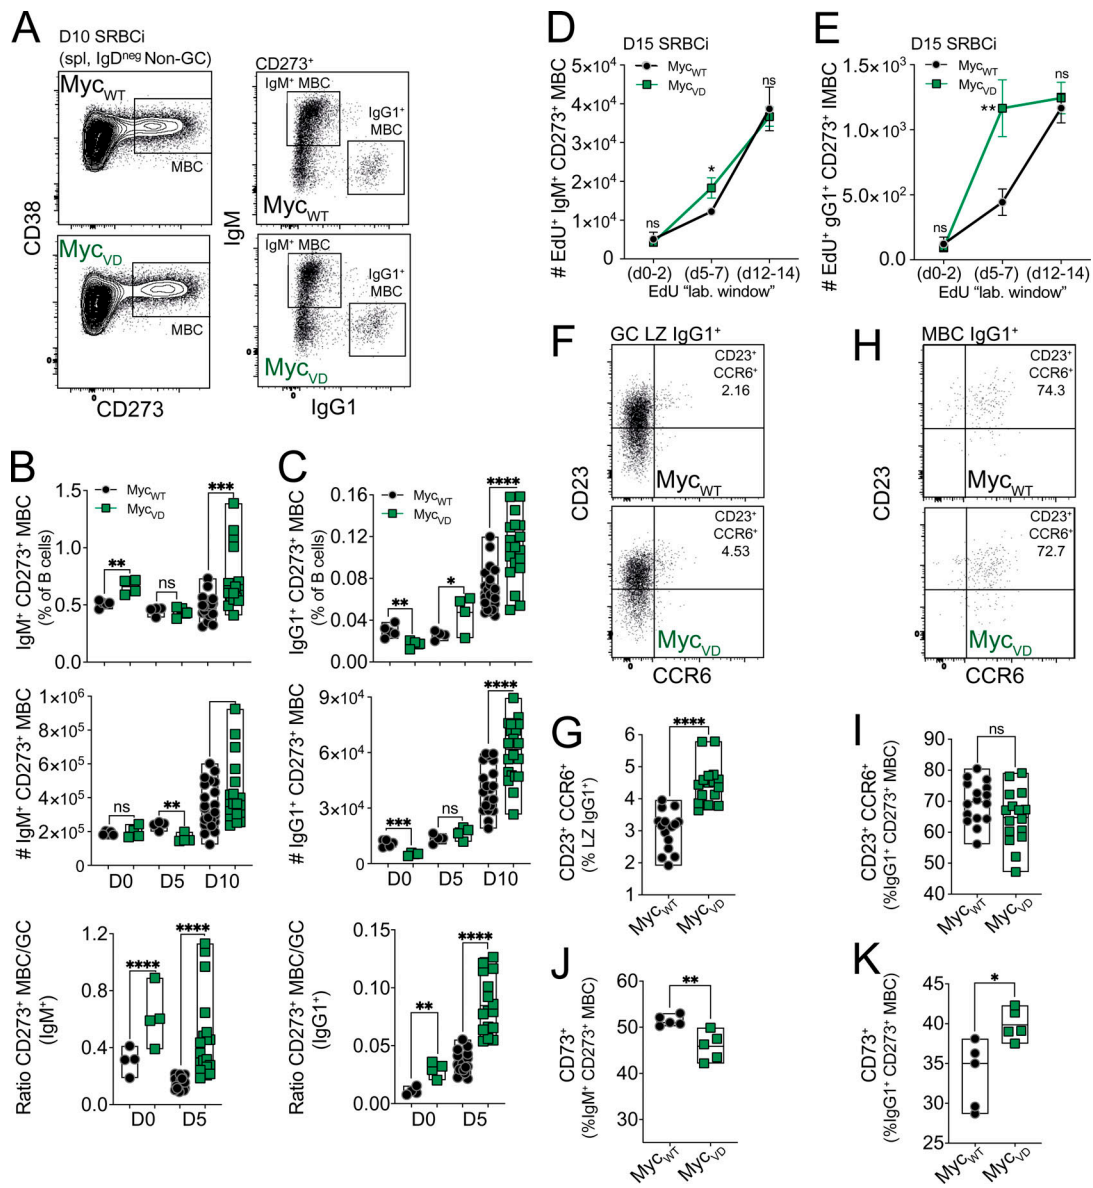 A
D10 SRBCi
(spl, IgDneg Non-GC)
MycWT
MBC
CD38
MycVD
MBC
CD273
CD273+
IgM+ MBC
IgG1+
MBC
MycWT
IgM
IgM+ MBC
IgG1+
MBC
MycVD
IgG1
D
D15 SRBCi
MycWT
MycVD
# EdU+ IgM+ CD273+ MBC
5×10⁴
4×10⁴
3×10⁴
2×10⁴
1×10⁴
0
ns
*
ns
(d0-2) (d5-7) (d12-14)
EdU "lab. window"
E
D15 SRBCi
MycWT
MycVD
# EdU+ gG1+ CD273+ lMBC
1.5×10³
1.0×10³
5.0×10²
0.0
ns
**
ns
(d0-2) (d5-7) (d12-14)
EdU "lab. window"
F
GC LZ IgG1+
CD23+
CCR6+
2.16
MycWT
CD23
CD23+
CCR6+
4.53
MycVD
CCR6
H
MBC IgG1+
CD23+
CCR6+
74.3
MycWT
CD23
CD23+
CCR6+
72.7
MycVD
CCR6
B
IgM+ CD273+ MBC
(% of B cells)
1.5
1.0
0.5
0.0
MycWT
MycVD
**
ns
***
# IgM+ CD273+ MBC
1×10⁶
8×10⁵
6×10⁵
4×10⁵
2×10⁵
ns
**
D0 D5 D10
Ratio CD273+ MBC/GC
(IgM+)
1.2
0.8
0.4
0.0
****
****
D0 D5
C
IgG1+ CD273+ MBC
(% of B cells)
0.16
0.12
0.08
0.04
0.00
MycWT
MycVD
**
*
****
# IgG1+ CD273+ MBC
9×10⁴
6×10⁴
3×10⁴
0
***
ns
****
D0 D5 D10
Ratio CD273+ MBC/GC
(IgG1+)
0.15
0.10
0.05
0.00
**
****
D0 D5
G
CD23+ CCR6+
(% LZ IgG1+)
6
5
4
3
2
1
****
MycWT MycVD
I
CD23+ CCR6+
(%IgG1+ CD273+ MBC)
90
80
70
60
50
40
ns
MycWT MycVD
J
CD73+
(%IgM+ CD273+ MBC)
60
50
40
30
**
MycWT MycVD
K
CD73+
(%IgG1+ CD273+ MBC)
45
40
35
30
25
*
MycWT MycVD